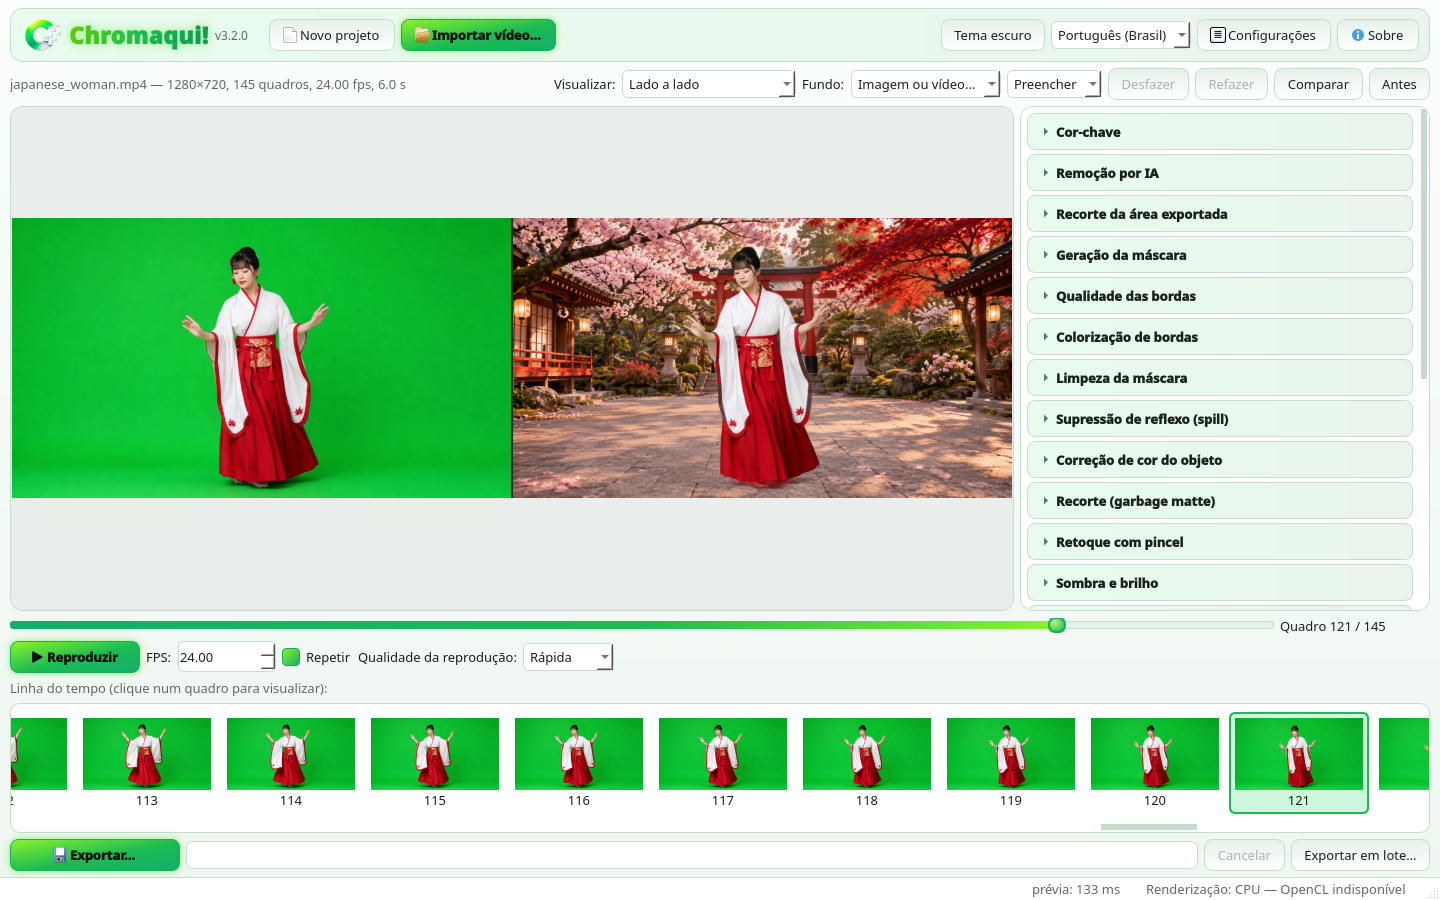 Chromaqui! v3.2.0 Novo projeto Importar vídeo... Tema escuro Português (Brasil) Configurações Sobre
japanese_woman.mp4 — 1280×720, 145 quadros, 24.00 fps, 6.0 s Visualizar: Lado a lado Fundo: Imagem ou vídeo... Preencher Desfazer Refazer Comparar Antes
Cor-chave
Remoção por IA
Recorte da área exportada
Geração da máscara
Qualidade das bordas
Colorização de bordas
Limpeza da máscara
Supressão de reflexo (spill)
Correção de cor do objeto
Recorte (garbage matte)
Retoque com pincel
Sombra e brilho
Quadro 121 / 145
Reproduzir FPS: 24.00 Repetir Qualidade da reprodução: Rápida
Linha do tempo (clique num quadro para visualizar):
2 113 114 115 116 117 118 119 120 121
Exportar... Cancelar Exportar em lote...
prévia: 133 ms Renderização: CPU — OpenCL indisponível